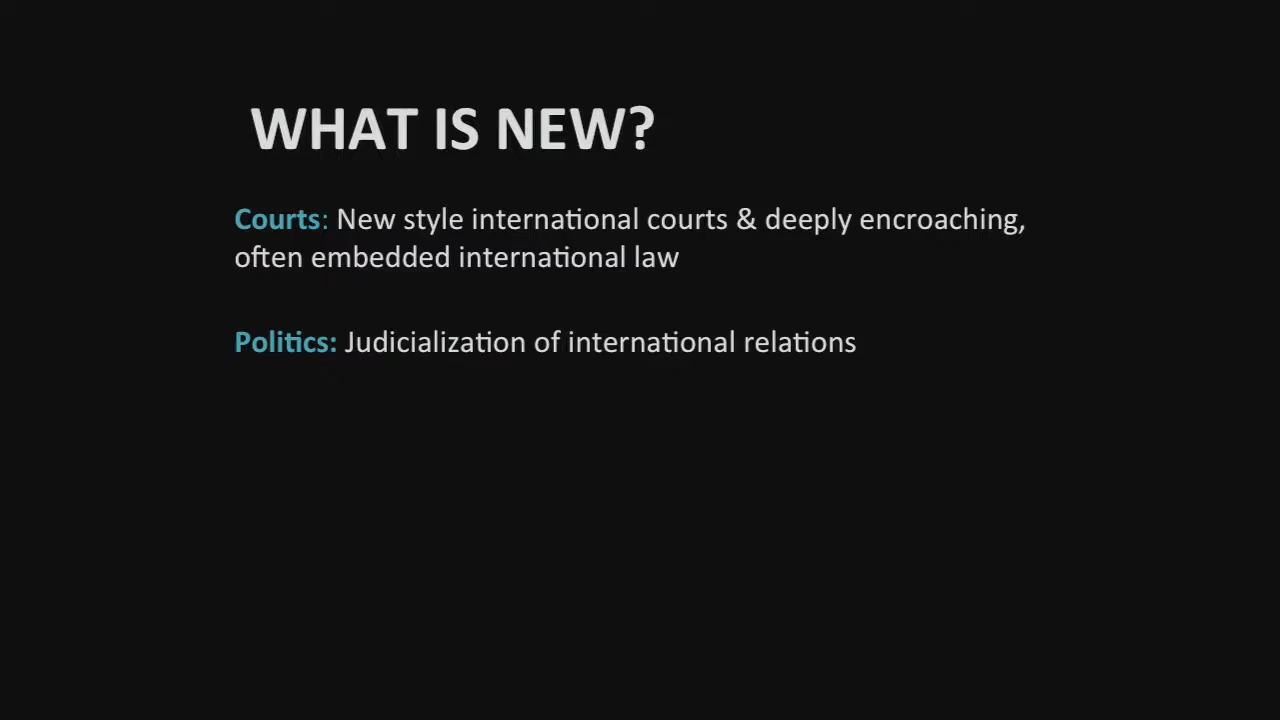 WHAT IS NEW?
Courts: New style international courts & deeply encroaching,
often embedded international law
Politics: Judicialization of international relations